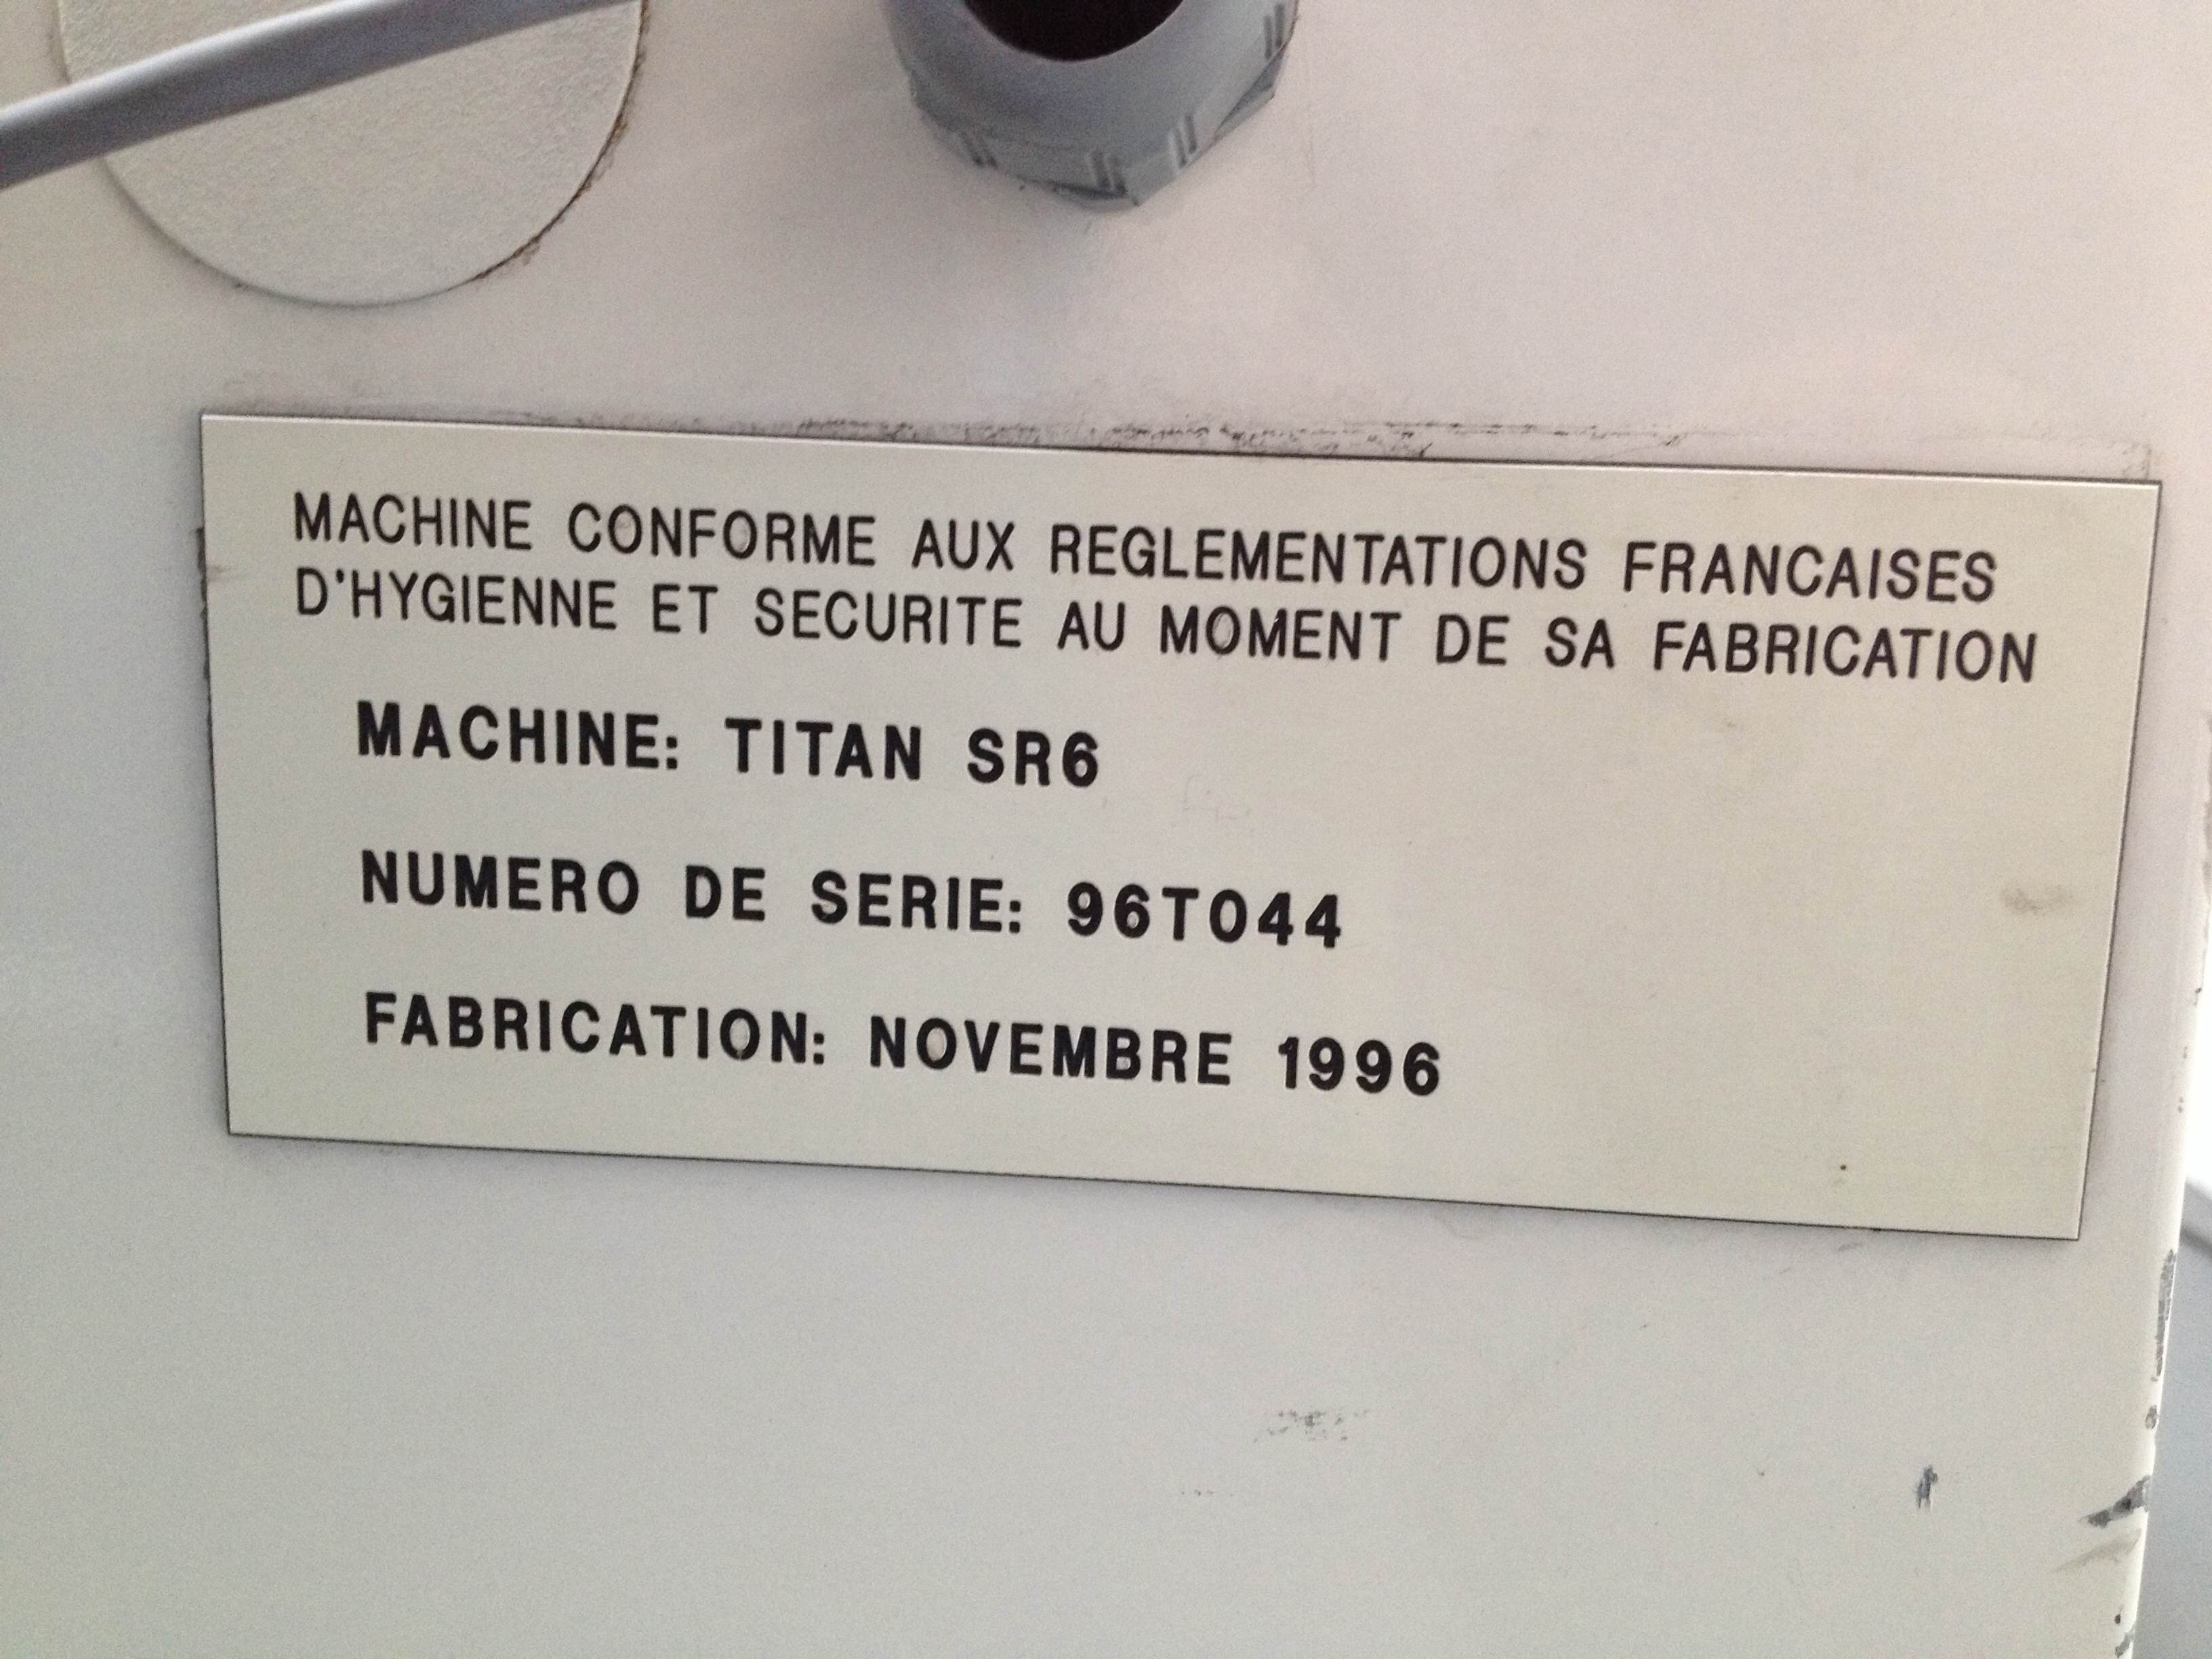 MACHINE CONFORME AUX REGLEMENTATIONS FRANCAISES
D'HYGIENNE ET SECURITE AU MOMENT DE SA FABRICATION
MACHINE: TITAN SR6
NUMERO DE SERIE: 96T044
FABRICATION: NOVEMBRE 1996